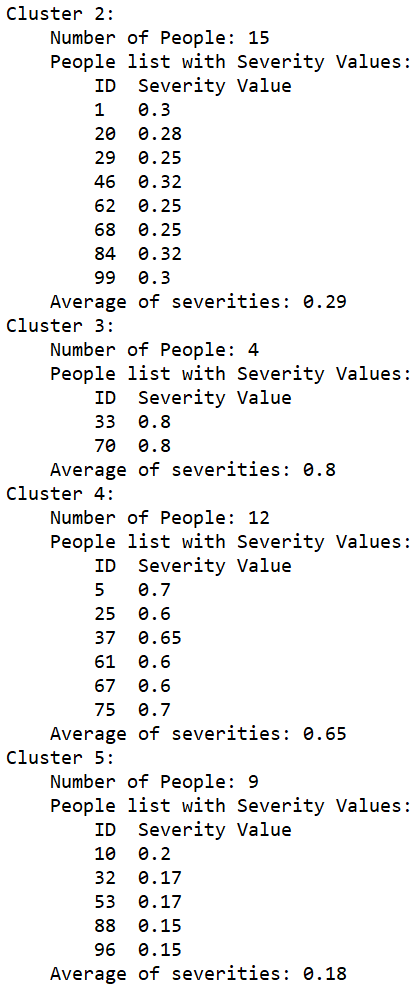 Cluster 2:
Number of People: 15
People list with Severity Values:
ID Severity Value
1 0.3
20 0.28
29 0.25
46 0.32
62 0.25
68 0.25
84 0.32
99 0.3
Average of severities: 0.29
Cluster 3:
Number of People: 4
People list with Severity Values:
ID Severity Value
33 0.8
70 0.8
Average of severities: 0.8
Cluster 4:
Number of People: 12
People list with Severity Values:
ID Severity Value
5 0.7
25 0.6
37 0.65
61 0.6
67 0.6
75 0.7
Average of severities: 0.65
Cluster 5:
Number of People: 9
People list with Severity Values:
ID Severity Value
10 0.2
32 0.17
53 0.17
88 0.15
96 0.15
Average of severities: 0.18